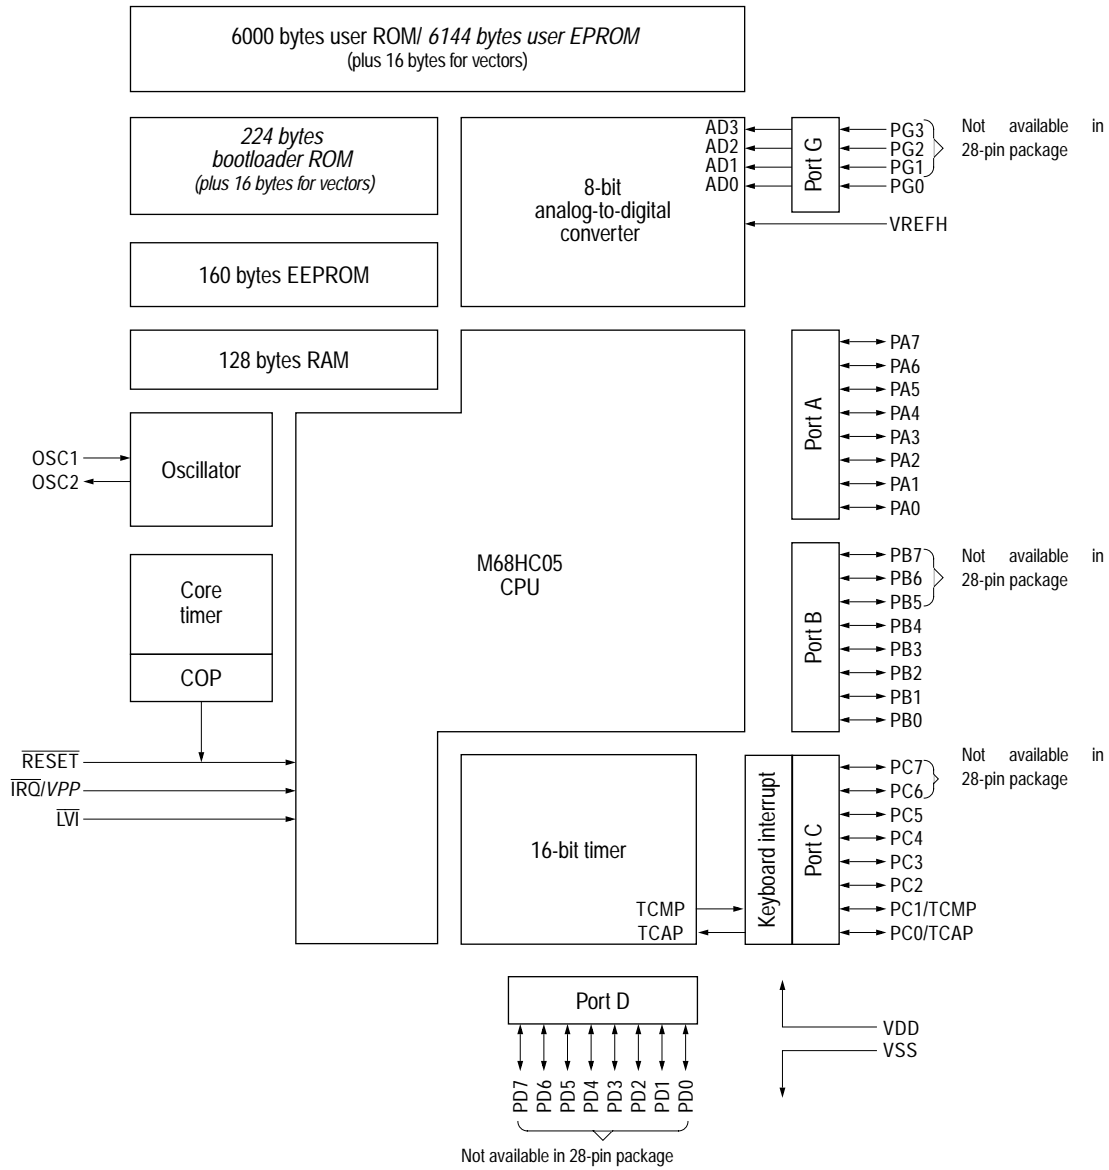 6000 bytes user ROM/ 6144 bytes user EPROM
(plus 16 bytes for vectors)
224 bytes
bootloader ROM
(plus 16 bytes for vectors)
160 bytes EEPROM
128 bytes RAM
8-bit
analog-to-digital
converter
AD3
AD2
AD1
AD0
Port G
PG3
PG2
PG1
PG0
VREFH
Not available in
28-pin package
OSC1
OSC2
Oscillator
Core
timer
COP
RESET
IRQ/VPP
LVI
M68HC05
CPU
Port A
PA7
PA6
PA5
PA4
PA3
PA2
PA1
PA0
Port B
PB7
PB6
PB5
PB4
PB3
PB2
PB1
PB0
Not available in
28-pin package
16-bit timer
TCMP
TCAP
Keyboard interrupt
Port C
PC7
PC6
PC5
PC4
PC3
PC2
PC1/TCMP
PC0/TCAP
Not available in
28-pin package
Port D
PD7
PD6
PD5
PD4
PD3
PD2
PD1
PD0
Not available in 28-pin package
VDD
VSS